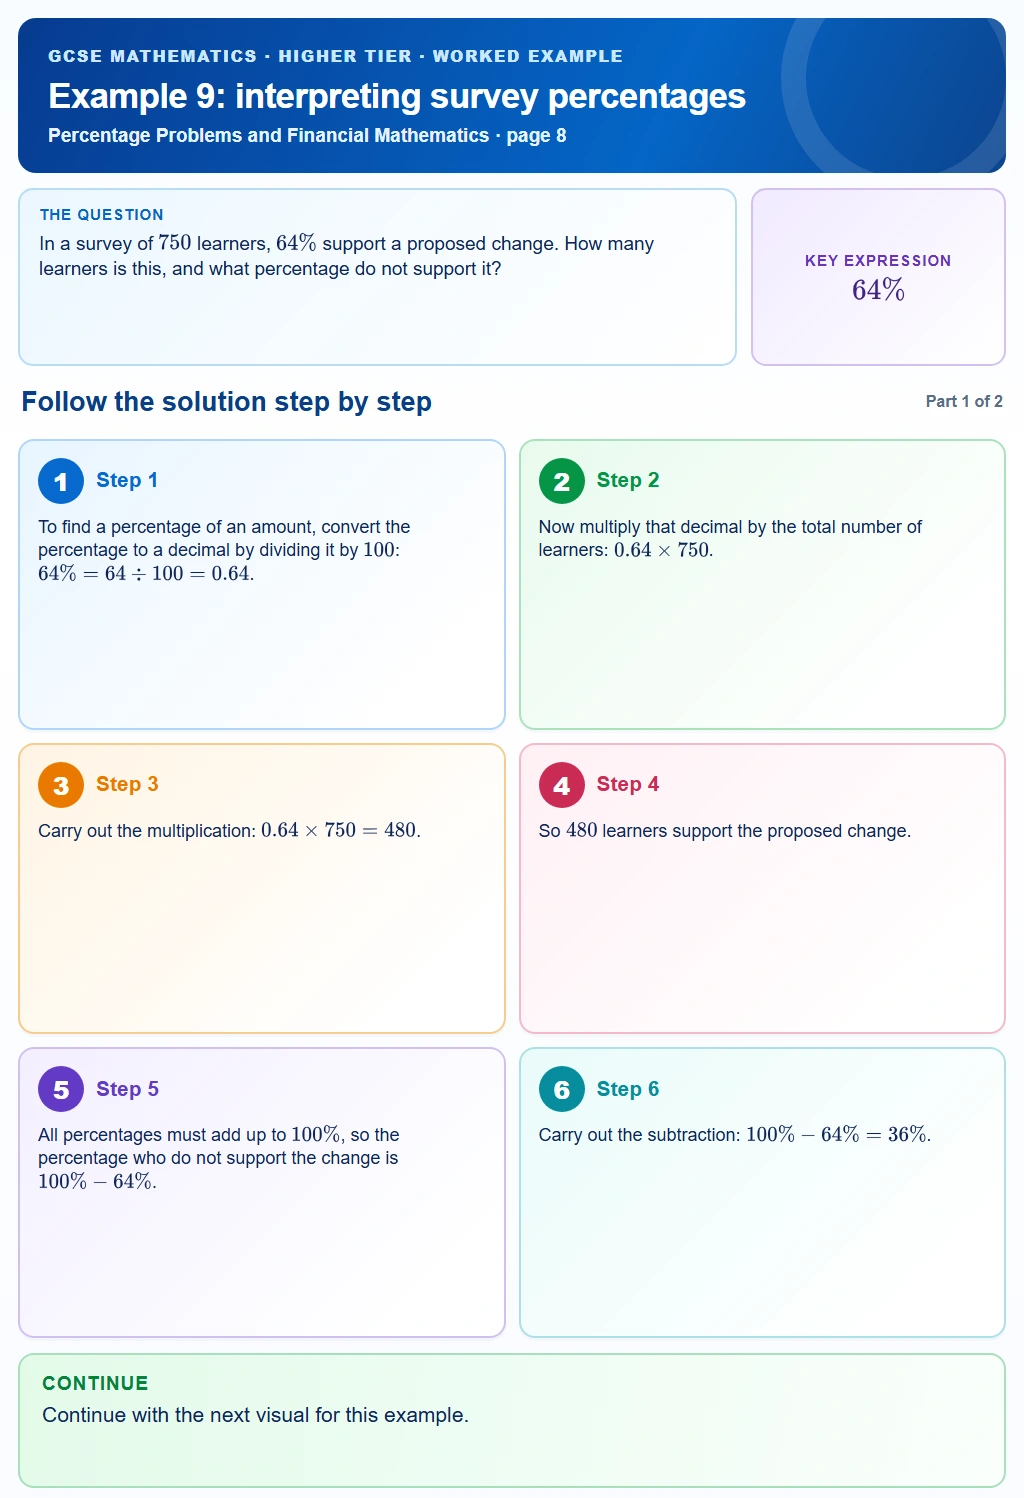 GCSE MATHEMATICS · HIGHER TIER · WORKED EXAMPLE
Example 9: interpreting survey percentages
Percentage Problems and Financial Mathematics · page 8
THE QUESTION
In a survey of 750 learners, 64% support a proposed change. How many
learners is this, and what percentage do not support it?
KEY EXPRESSION
64%
Follow the solution step by step
Part 1 of 2
1 Step 1
To find a percentage of an amount, convert the
percentage to a decimal by dividing it by 100:
64% = 64 ÷ 100 = 0.64.
2 Step 2
Now multiply that decimal by the total number of
learners: 0.64 × 750.
3 Step 3
Carry out the multiplication: 0.64 × 750 = 480.
4 Step 4
So 480 learners support the proposed change.
5 Step 5
All percentages must add up to 100%, so the
percentage who do not support the change is
100% − 64%.
6 Step 6
Carry out the subtraction: 100% − 64% = 36%.
CONTINUE
Continue with the next visual for this example.